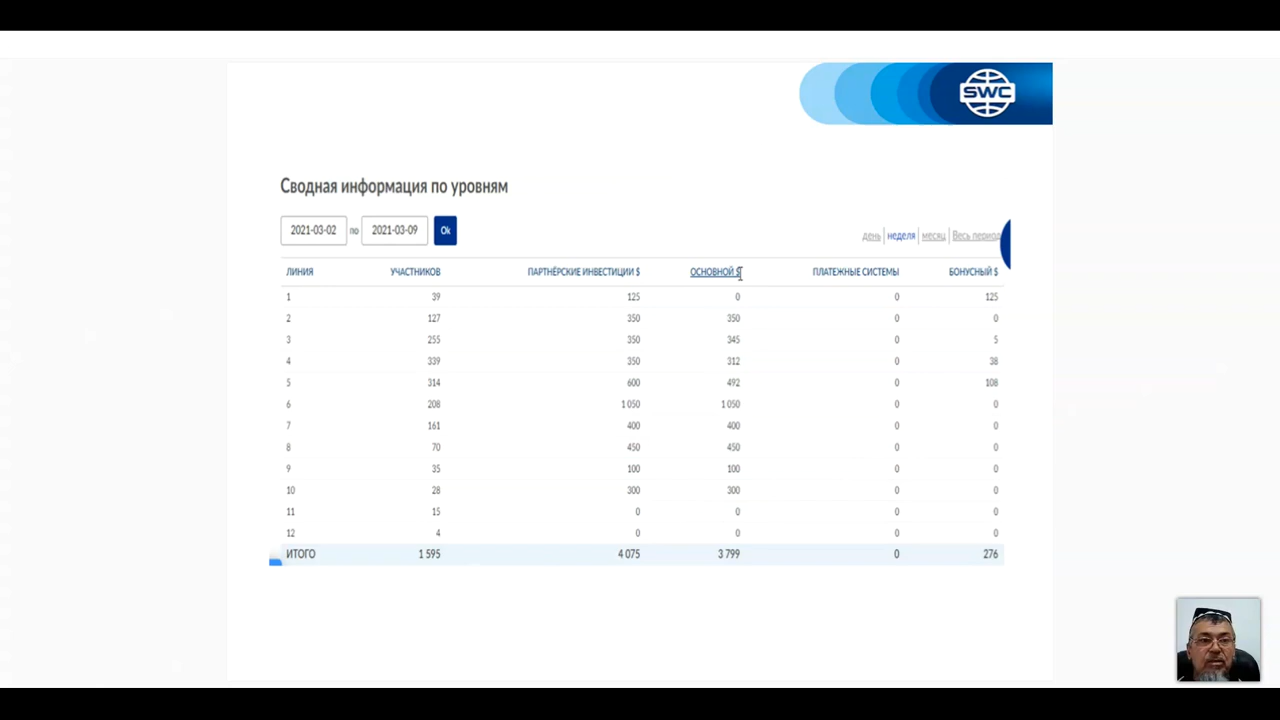 SWC
Сводная информация по уровням
2021-03-02 по 2021-03-09 Ok
день неделя месяц Весь период
ЛИНИЯ УЧАСТНИКОВ ПАРТНЁРСКИЕ ИНВЕСТИЦИИ $ ОСНОВНОЙ $ ПЛАТЕЖНЫЕ СИСТЕМЫ БОНУСНЫЙ $
1 39 125 0 0 125
2 127 350 350 0 0
3 255 350 345 0 5
4 339 350 312 0 38
5 314 600 492 0 108
6 208 1 050 1 050 0 0
7 161 400 400 0 0
8 70 450 450 0 0
9 35 100 100 0 0
10 28 300 300 0 0
11 15 0 0 0 0
12 4 0 0 0 0
ИТОГО 1 595 4 075 3 799 0 276